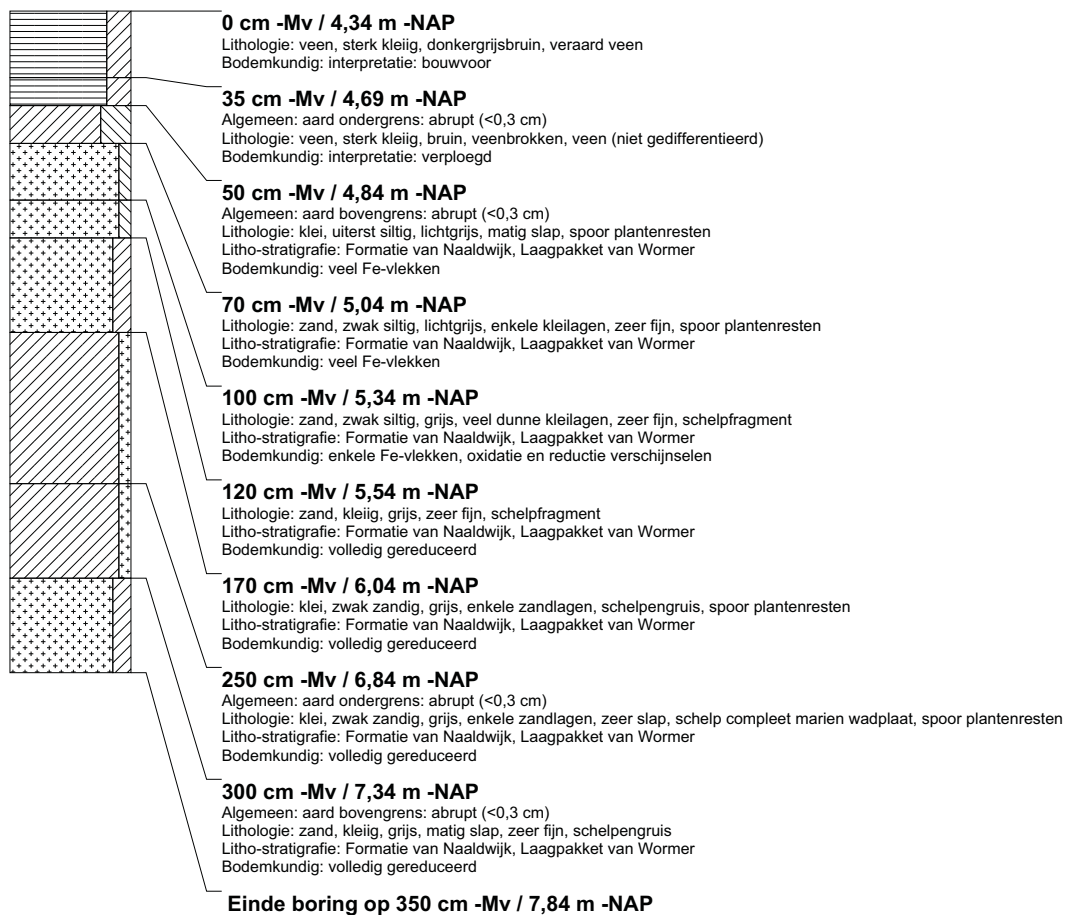 0 cm -Mv / 4,34 m -NAP
Lithologie: veen, sterk kleiig, donkergrijsbruin, veraard veen
Bodemkundig: interpretatie: bouwvoor
35 cm -Mv / 4,69 m -NAP
Algemeen: aard ondergrens: abrupt (<0,3 cm)
Lithologie: veen, sterk kleiig, bruin, veenbrokken, veen (niet gedifferentieerd)
Bodemkundig: interpretatie: verploegd
50 cm -Mv / 4,84 m -NAP
Algemeen: aard bovengrens: abrupt (<0,3 cm)
Lithologie: klei, uiterst siltig, lichtgrijs, matig slap, spoor plantenresten
Litho-stratigrafie: Formatie van Naaldwijk, Laagpakket van Wormer
Bodemkundig: veel Fe-vlekken
70 cm -Mv / 5,04 m -NAP
Lithologie: zand, zwak siltig, lichtgrijs, enkele kleilagen, zeer fijn, spoor plantenresten
Litho-stratigrafie: Formatie van Naaldwijk, Laagpakket van Wormer
Bodemkundig: veel Fe-vlekken
100 cm -Mv / 5,34 m -NAP
Lithologie: zand, zwak siltig, grijs, veel dunne kleilagen, zeer fijn, schelpfragment
Litho-stratigrafie: Formatie van Naaldwijk, Laagpakket van Wormer
Bodemkundig: enkele Fe-vlekken, oxidatie en reductie verschijnselen
120 cm -Mv / 5,54 m -NAP
Lithologie: zand, kleiig, grijs, zeer fijn, schelpfragment
Litho-stratigrafie: Formatie van Naaldwijk, Laagpakket van Wormer
Bodemkundig: volledig gereduceerd
170 cm -Mv / 6,04 m -NAP
Lithologie: klei, zwak zandig, grijs, enkele zandlagen, schelpengruis, spoor plantenresten
Litho-stratigrafie: Formatie van Naaldwijk, Laagpakket van Wormer
Bodemkundig: volledig gereduceerd
250 cm -Mv / 6,84 m -NAP
Algemeen: aard ondergrens: abrupt (<0,3 cm)
Lithologie: klei, zwak zandig, grijs, enkele zandlagen, zeer slap, schelp compleet marien wadplaat, spoor plantenresten
Litho-stratigrafie: Formatie van Naaldwijk, Laagpakket van Wormer
Bodemkundig: volledig gereduceerd
300 cm -Mv / 7,34 m -NAP
Algemeen: aard bovengrens: abrupt (<0,3 cm)
Lithologie: zand, kleiig, grijs, matig slap, zeer fijn, schelpengruis
Litho-stratigrafie: Formatie van Naaldwijk, Laagpakket van Wormer
Bodemkundig: volledig gereduceerd
Einde boring op 350 cm -Mv / 7,84 m -NAP